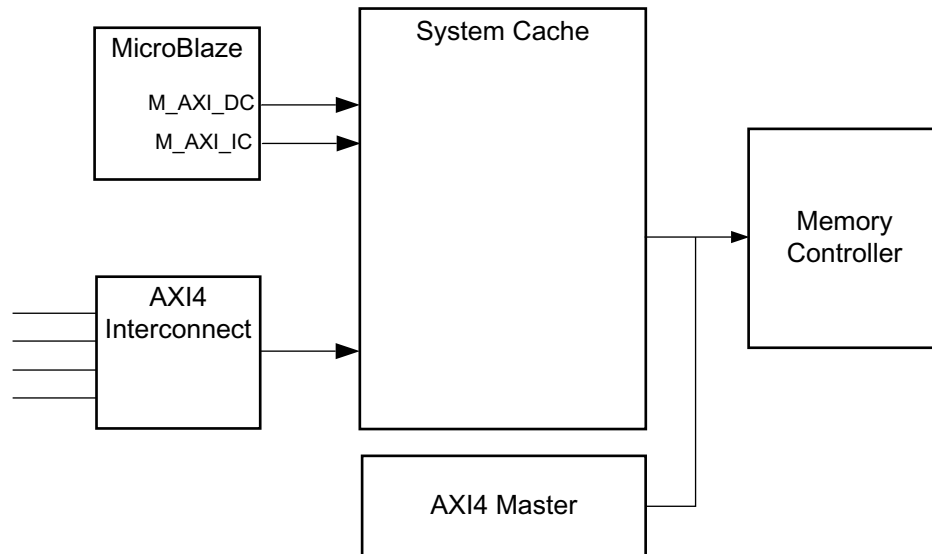 System Cache
MicroBlaze
M_AXI_DC
M_AXI_IC
Memory
Controller
AXI4
Interconnect
AXI4 Master